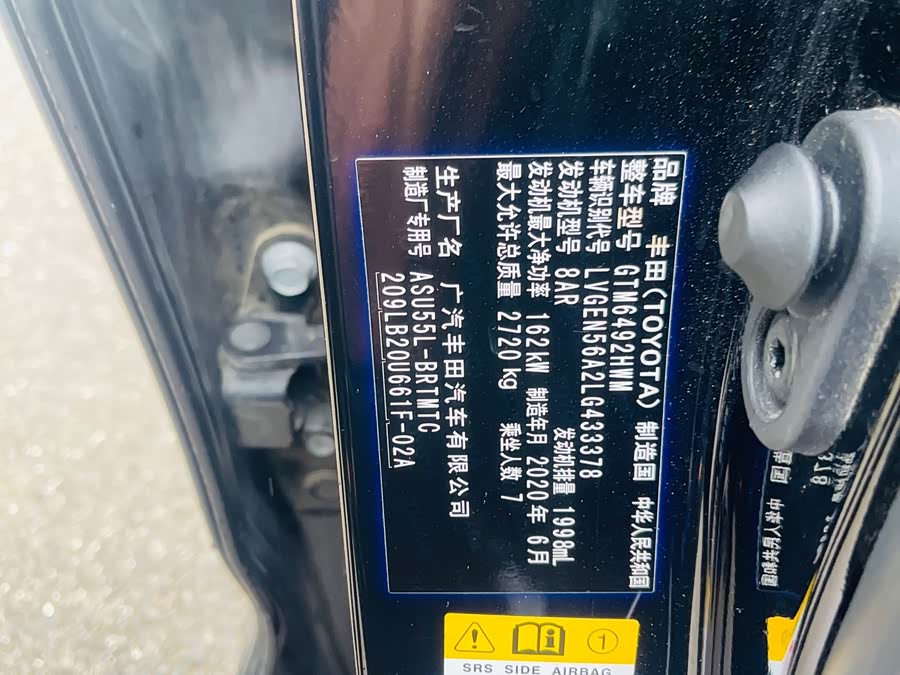 品牌 丰田(TOYOTA) 制造国 中华人民共和国
整车型号 GTM6492HWM
车辆识别代号 LVGEN56A2LG433378
发动机型号 8AR 发动机排量 1998mL
发动机最大净功率 162kW 制造年月 2020年 6月
最大允许总质量 2720 kg 乘坐人数 7
生产厂名 广汽丰田汽车有限公司
制造厂专用号 ASU55L-BRTMTC
209LB20U661F-02A
SRS SIDE AIRBAG